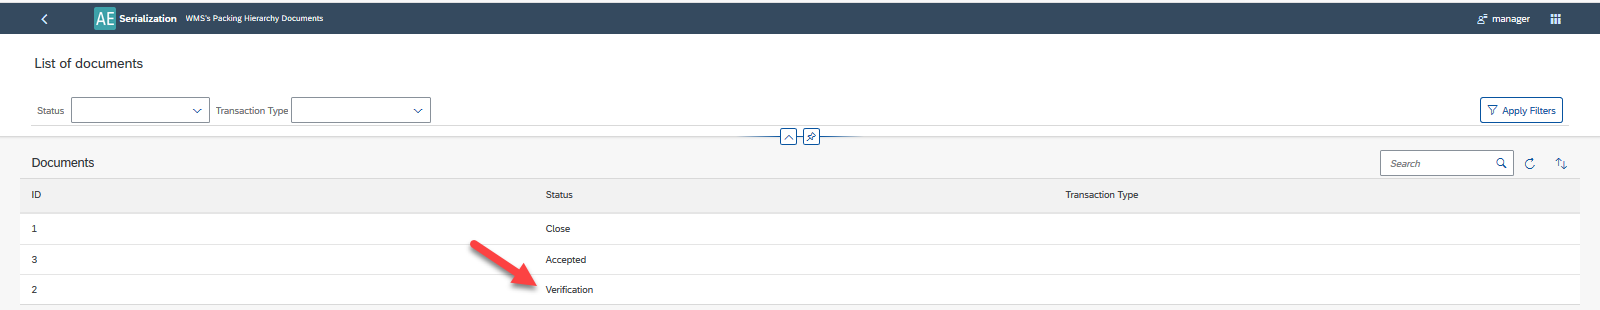 AE Serialization WMS's Packing Hierarchy Documents manager
List of documents
Status Transaction Type Apply Filters
Documents Search
ID Status Transaction Type
1 Close
3 Accepted
2 Verification